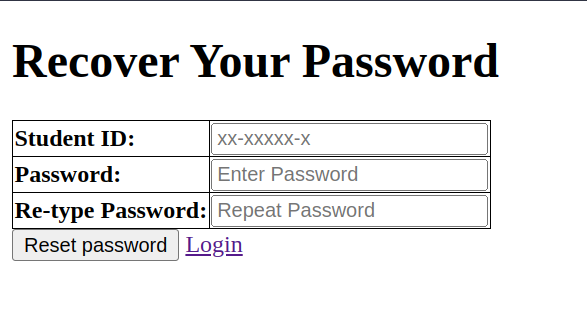 Recover Your Password
Student ID: xx-xxxxx-x
Password: Enter Password
Re-type Password: Repeat Password
Reset password Login